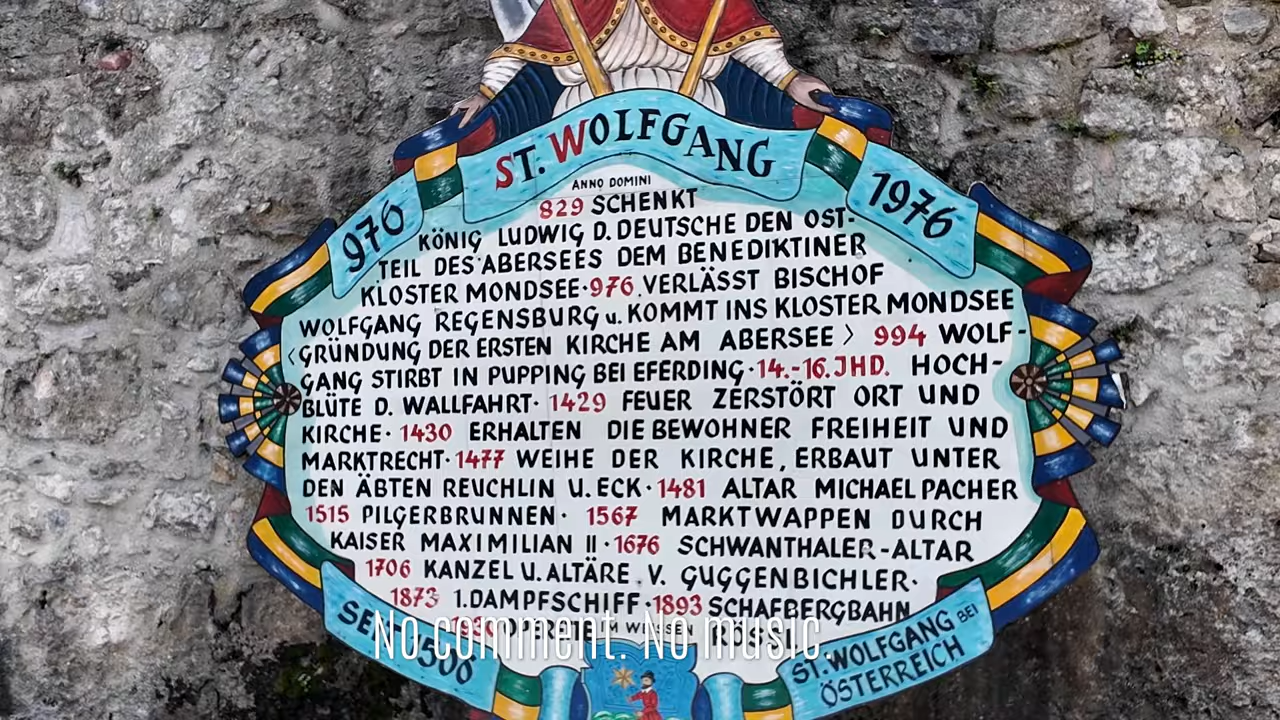 ST. WOLFGANG
976
1976
ANNO DOMINI
829 SCHENKT
KÖNIG LUDWIG D. DEUTSCHE DEN OST-
TEIL DES ABERSEES DEM BENEDIKTINER
KLOSTER MONDSEE·976 VERLÄSST BISCHOF
WOLFGANG REGENSBURG u. KOMMT INS KLOSTER MONDSEE
<GRÜNDUNG DER ERSTEN KIRCHE AM ABERSEE> 994 WOLF-
GANG STIRBT IN PUPPING BEI EFERDING·14.-16.JHD. HOCH-
BLÜTE D. WALLFAHRT· 1429 FEUER ZERSTÖRT ORT UND
KIRCHE· 1430 ERHALTEN DIE BEWOHNER FREIHEIT UND
MARKTRECHT·1477 WEIHE DER KIRCHE, ERBAUT UNTER
DEN ÄBTEN REUCHLIN U. ECK·1481 ALTAR MICHAEL PACHER
1515 PILGERBRUNNEN· 1567 MARKTWAPPEN DURCH
KAISER MAXIMILIAN II·1676 SCHWANTHALER-ALTAR
1706 KANZEL U. ALTÄRE V. GUGGENBICHLER·
1873 1.DAMPFSCHIFF·1893 SCHAFBERGBAHN
IM WEISSEN RÖSSL
No comment. No music.
ST. WOLFGANG BEI
ÖSTERREICH